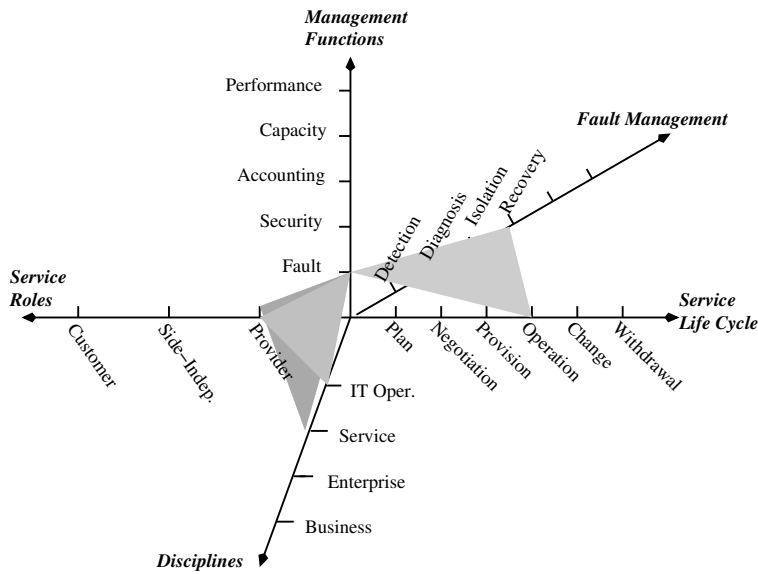 Management
Functions
Performance
Capacity
Accounting
Security
Fault
Fault Management
Detection
Diagnosis
Isolation
Recovery
Service
Roles
Customer
Side–Indep.
Provider
Service
Life Cycle
Plan
Negotiation
Provision
Operation
Change
Withdrawal
IT Oper.
Service
Enterprise
Business
Disciplines